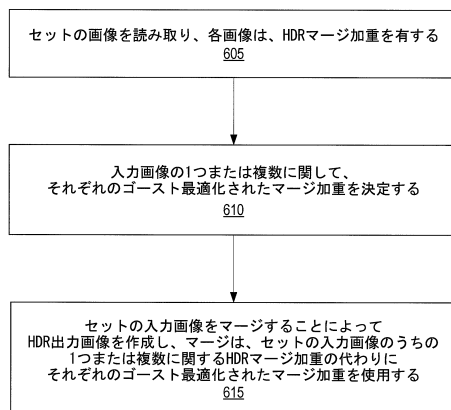 セットの画像を読み取り、各画像は、HDRマージ加重を有する
605
入力画像の1つまたは複数に関して、
それぞれのゴースト最適化されたマージ加重を決定する
610
セットの入力画像をマージすることによって
HDR出力画像を作成し、マージは、セットの入力画像のうちの
1つまたは複数に関するHDRマージ加重の代わりに
それぞれのゴースト最適化されたマージ加重を使用する
615